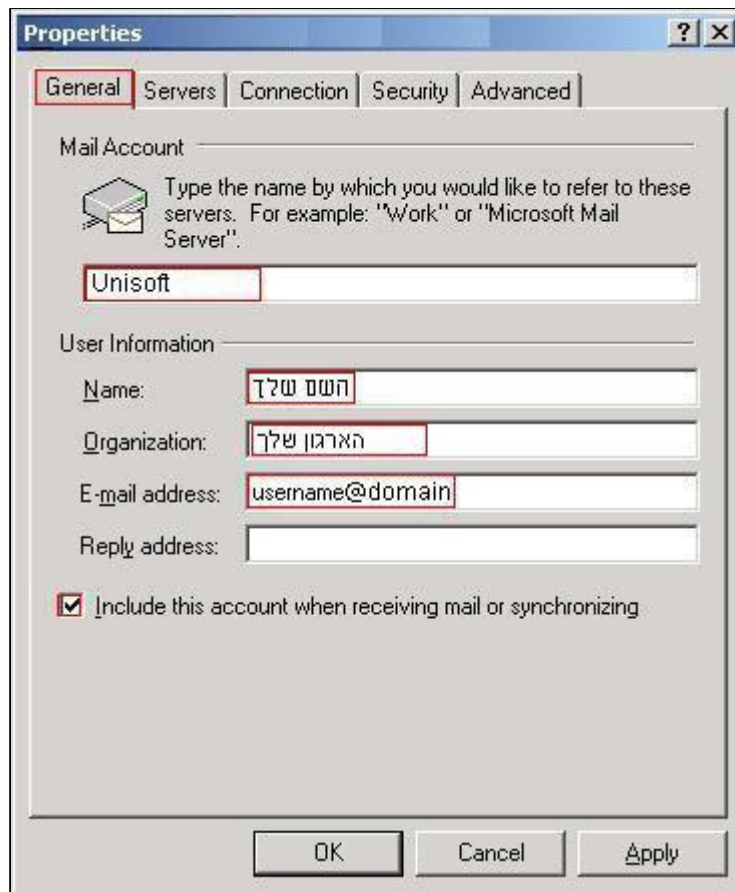 Properties
General Servers Connection Security Advanced
Mail Account
Type the name by which you would like to refer to these
servers. For example: "Work" or "Microsoft Mail
Server".
Unisoft
User Information
Name: השם שלך
Organization: הארגון שלך
E-mail address: username@domain
Reply address:
Include this account when receiving mail or synchronizing
OK Cancel Apply